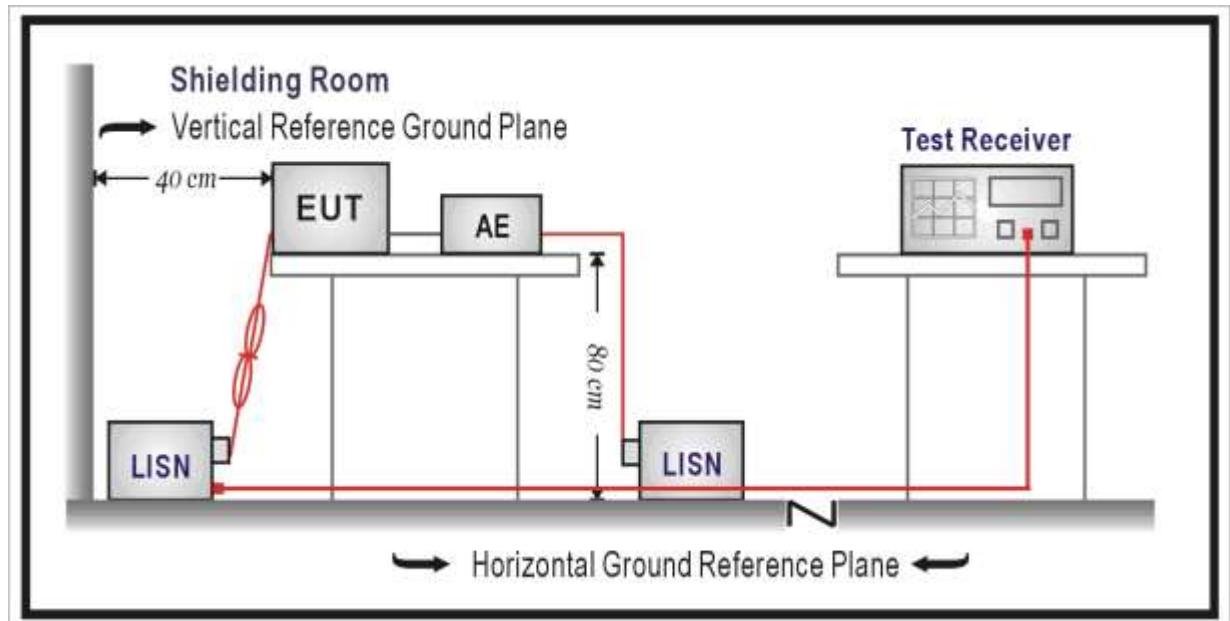 Shielding Room
Vertical Reference Ground Plane
Test Receiver
40 cm
EUT
AE
80 cm
LISN
LISN
Horizontal Ground Reference Plane